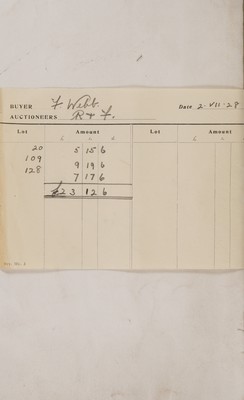 BUYER F Webb. Date 2-VII-28
AUCTIONEERS R & F.
Lot Amount Lot Amount
£ s d £ s d
20 5 15 6
109 9 19 6
128 7 17 6
£23 12 6